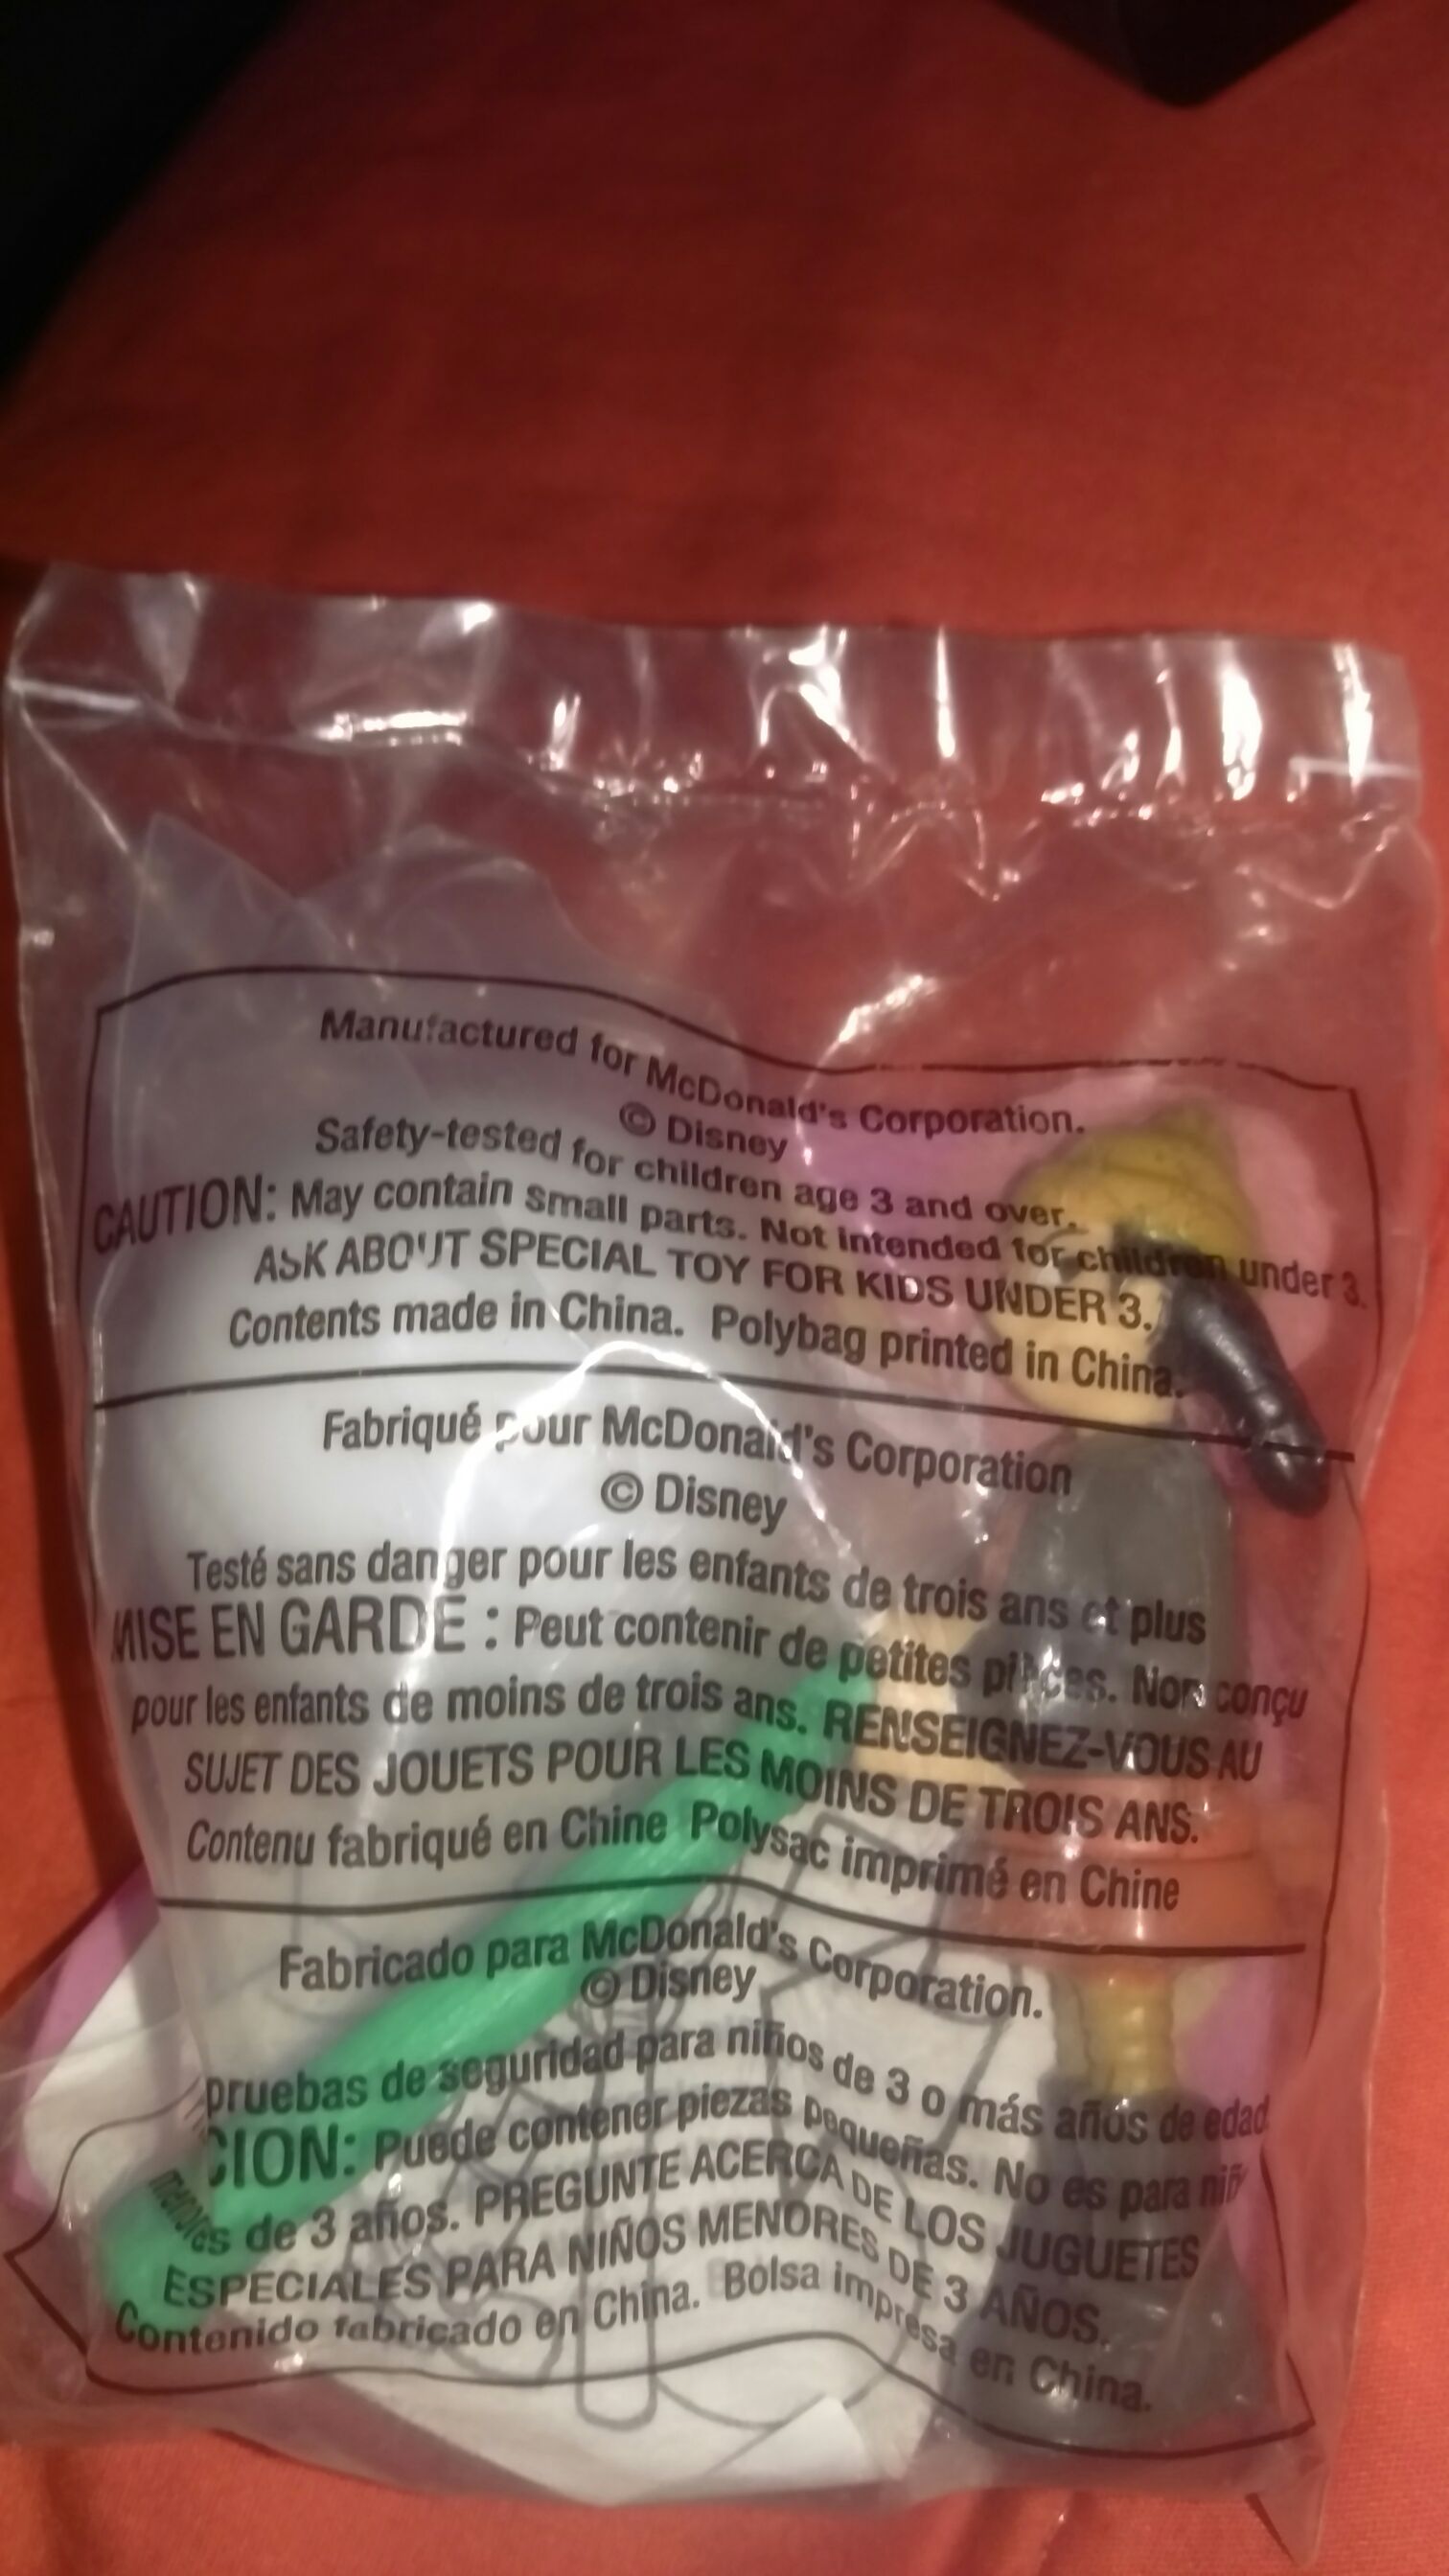 Manufactured for McDonald's Corporation.
© Disney
Safety-tested for children age 3 and over.
CAUTION: May contain small parts. Not intended for children under 3.
ASK ABOUT SPECIAL TOY FOR KIDS UNDER 3.
Contents made in China. Polybag printed in China.
Fabriqué pour McDonald's Corporation
© Disney
Testé sans danger pour les enfants de trois ans et plus
MISE EN GARDE : Peut contenir de petites pièces. Non conçu
pour les enfants de moins de trois ans. RENSEIGNEZ-VOUS AU
SUJET DES JOUETS POUR LES MOINS DE TROIS ANS.
Contenu fabriqué en Chine Polysac imprimé en Chine
Fabricado para McDonald's Corporation.
© Disney
pruebas de seguridad para niños de 3 o más años de edad
CION: Puede contener piezas pequeñas. No es para niñ
menores de 3 años. PREGUNTE ACERCA DE LOS JUGUETES
ESPECIALES PARA NIÑOS MENORES DE 3 AÑOS.
Contenido fabricado en China. Bolsa impresa en China.